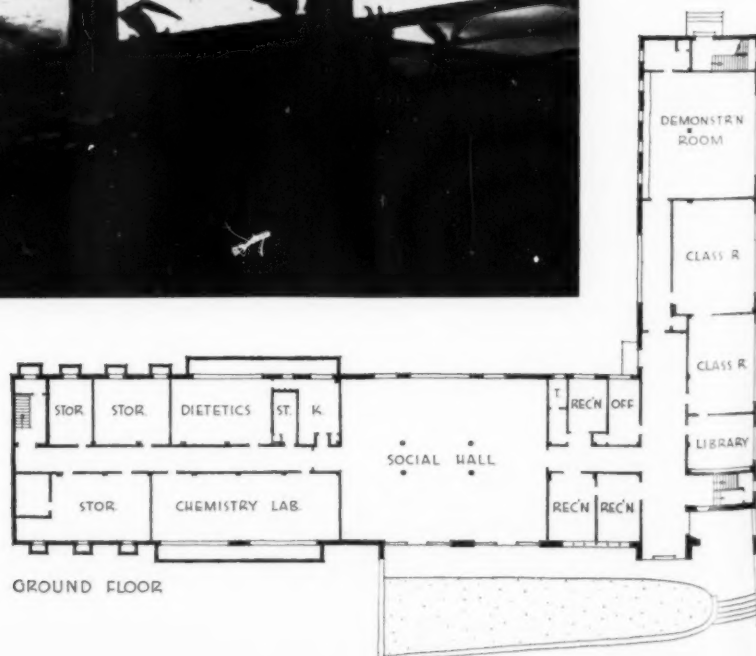 DEMONSTR'N
ROOM
CLASS R
CLASS R
LIBRARY
STOR.
STOR.
DIETETICS
ST.
K.
T.
REC'N
OFF
SOCIAL HALL
STOR.
CHEMISTRY LAB.
REC'N
REC'N
GROUND FLOOR